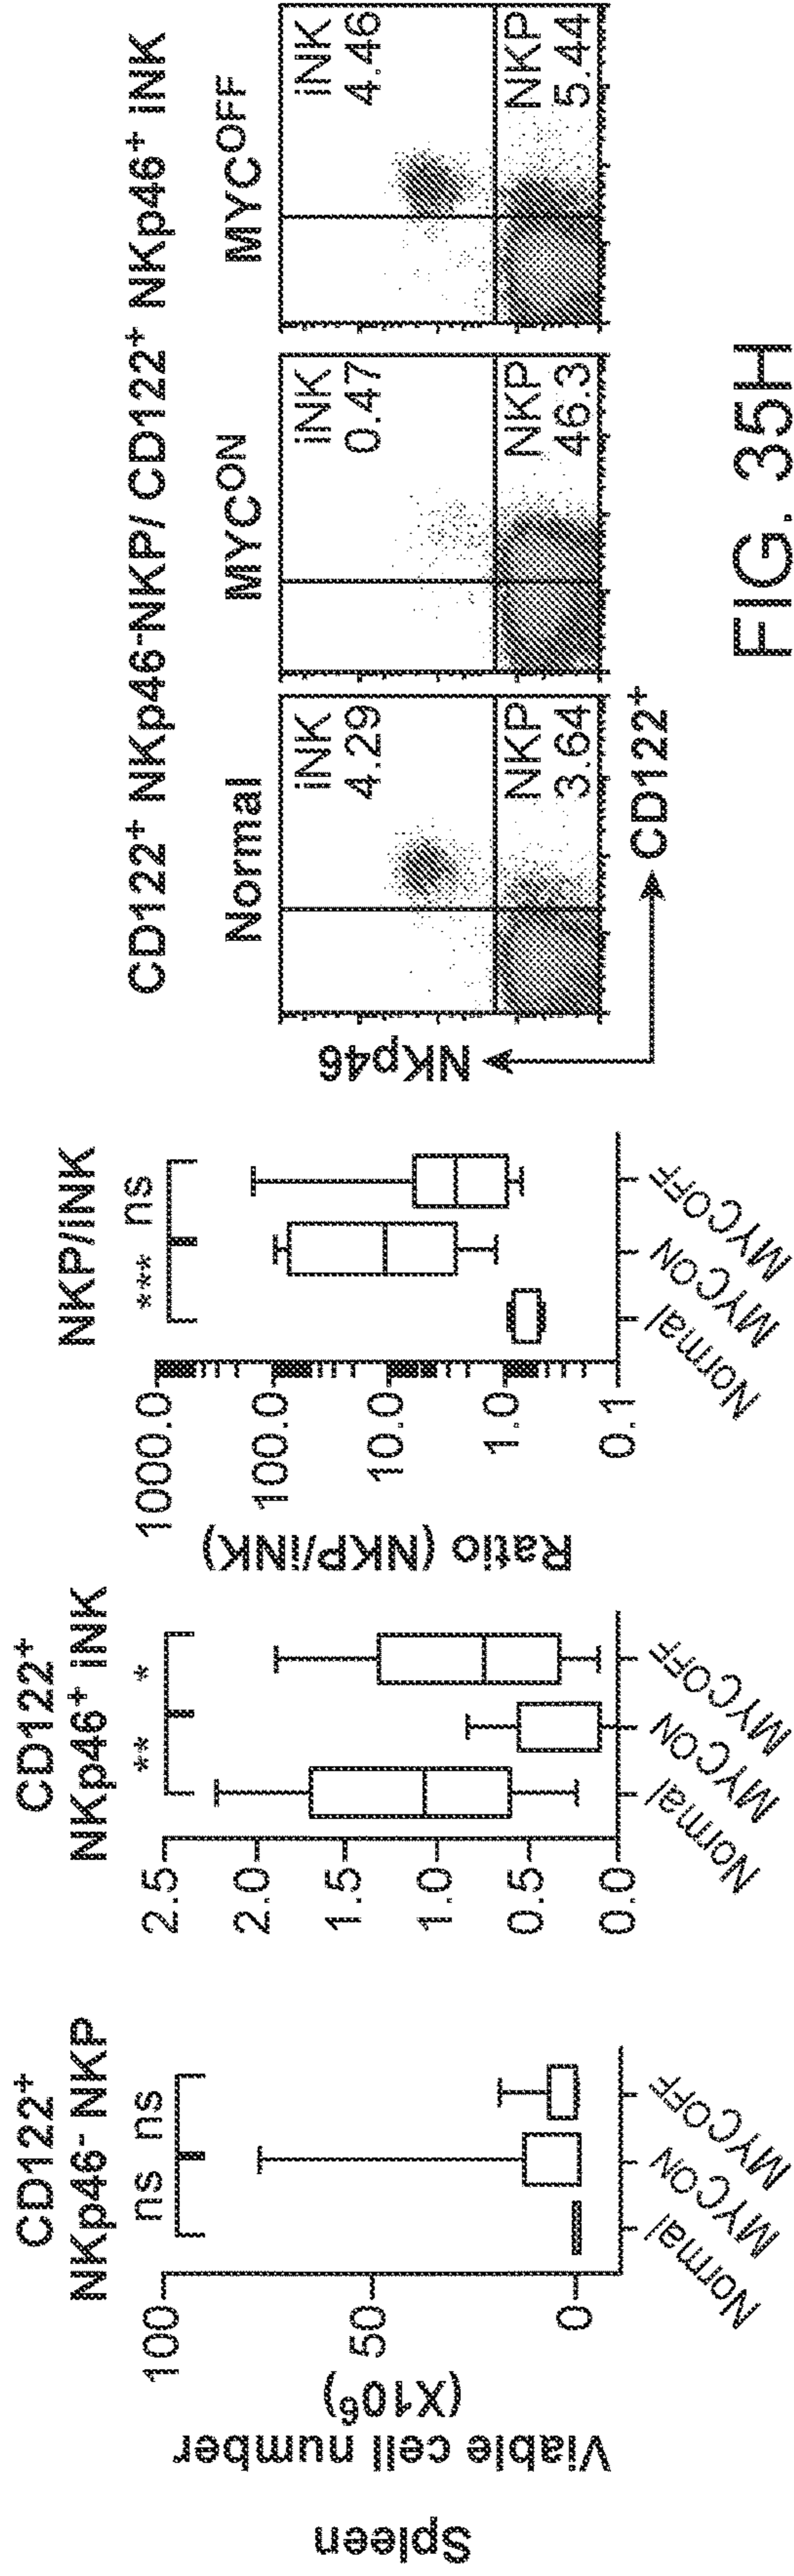 Spleen
Viable cell number
(X10⁶)
CD122⁺
NKp46⁻ NKP
ns ns
100
50
0
Normal
MYCON
MYCOFF
CD122⁺
NKp46⁺ iNK
** *
2.5
2.0
1.5
1.0
0.5
0.0
Normal
MYCON
MYCOFF
NKP/iNK
*** ns
Ratio (NKP/iNK)
1000.0
100.0
10.0
1.0
0.1
Normal
MYCON
MYCOFF
CD122⁺ NKp46⁻NKP/ CD122⁺ NKp46⁺ iNK
Normal
MYCᴼᴺ
MYCᴼFF
iNK
4.29
NKP
3.64
iNK
0.47
NKP
46.3
iNK
4.46
NKP
5.44
NKp46
CD122⁺
FIG. 35H